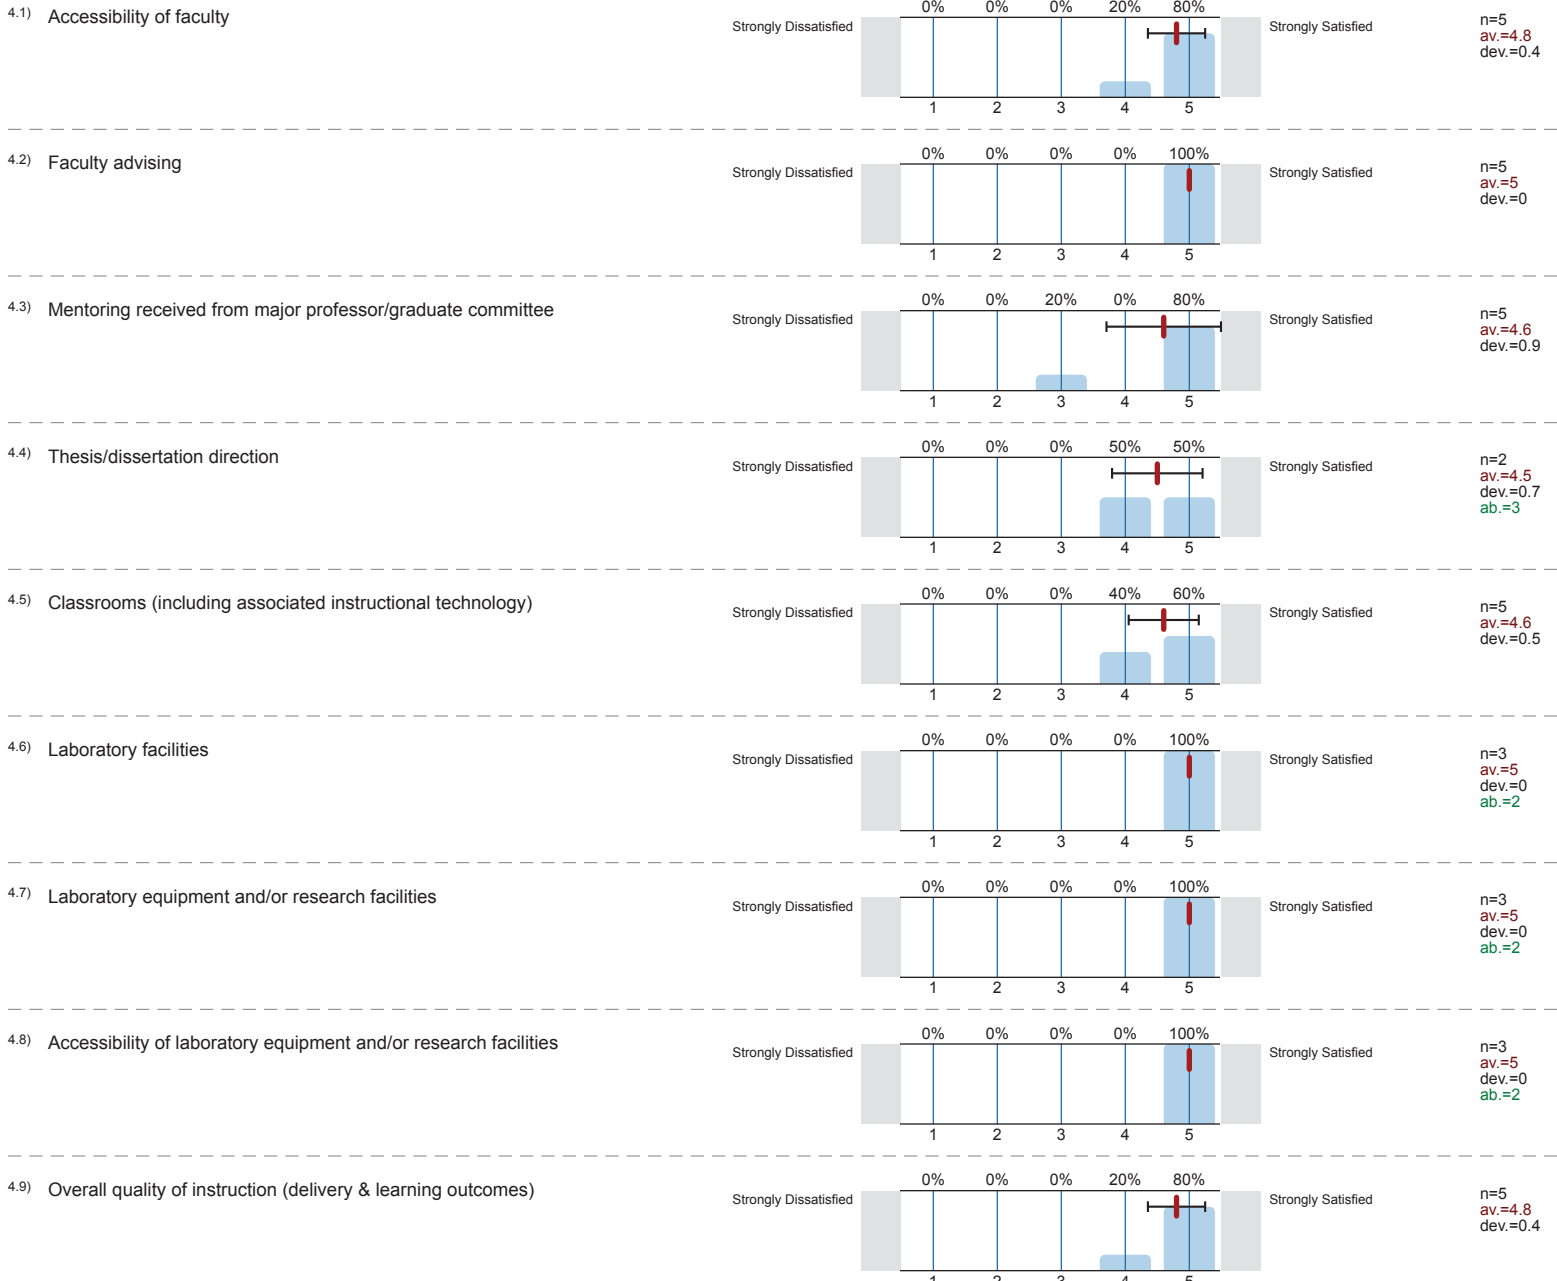 4.1) Accessibility of faculty
0% 0% 0% 20% 80%
Strongly Dissatisfied Strongly Satisfied
n=5
av.=4.8
dev.=0.4
1 2 3 4 5
4.2) Faculty advising
0% 0% 0% 0% 100%
Strongly Dissatisfied Strongly Satisfied
n=5
av.=5
dev.=0
1 2 3 4 5
4.3) Mentoring received from major professor/graduate committee
0% 0% 20% 0% 80%
Strongly Dissatisfied Strongly Satisfied
n=5
av.=4.6
dev.=0.9
1 2 3 4 5
4.4) Thesis/dissertation direction
0% 0% 0% 50% 50%
Strongly Dissatisfied Strongly Satisfied
n=2
av.=4.5
dev.=0.7
ab.=3
1 2 3 4 5
4.5) Classrooms (including associated instructional technology)
0% 0% 0% 40% 60%
Strongly Dissatisfied Strongly Satisfied
n=5
av.=4.6
dev.=0.5
1 2 3 4 5
4.6) Laboratory facilities
0% 0% 0% 0% 100%
Strongly Dissatisfied Strongly Satisfied
n=3
av.=5
dev.=0
ab.=2
1 2 3 4 5
4.7) Laboratory equipment and/or research facilities
0% 0% 0% 0% 100%
Strongly Dissatisfied Strongly Satisfied
n=3
av.=5
dev.=0
ab.=2
1 2 3 4 5
4.8) Accessibility of laboratory equipment and/or research facilities
0% 0% 0% 0% 100%
Strongly Dissatisfied Strongly Satisfied
n=3
av.=5
dev.=0
ab.=2
1 2 3 4 5
4.9) Overall quality of instruction (delivery & learning outcomes)
0% 0% 0% 20% 80%
Strongly Dissatisfied Strongly Satisfied
n=5
av.=4.8
dev.=0.4
1 2 3 4 5